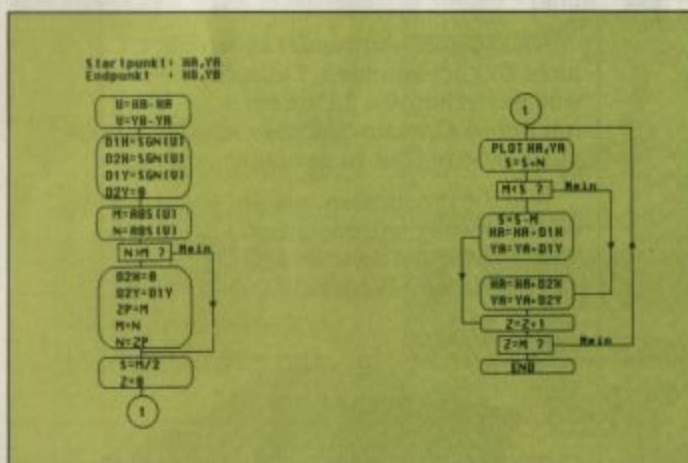 Startpunkt: XA,YA
Endpunkt : XB,YB
U=XB-XA
V=YB-YA
D1X=SGN(U)
D2X=SGN(U)
D1Y=SGN(V)
D2Y=0
M=ABS(U)
N=ABS(V)
N>M ? Nein
D2X=0
D2Y=D1Y
ZP=M
M=N
N=ZP
S=M/2
Z=0
1
1
PLOT XA,YA
S=S+N
M<S ? Nein
S=S-M
XA=XA+D1X
YA=YA+D1Y
XA=XA+D2X
YA=YA+D2Y
Z=Z+1
Z=M ? Nein
END